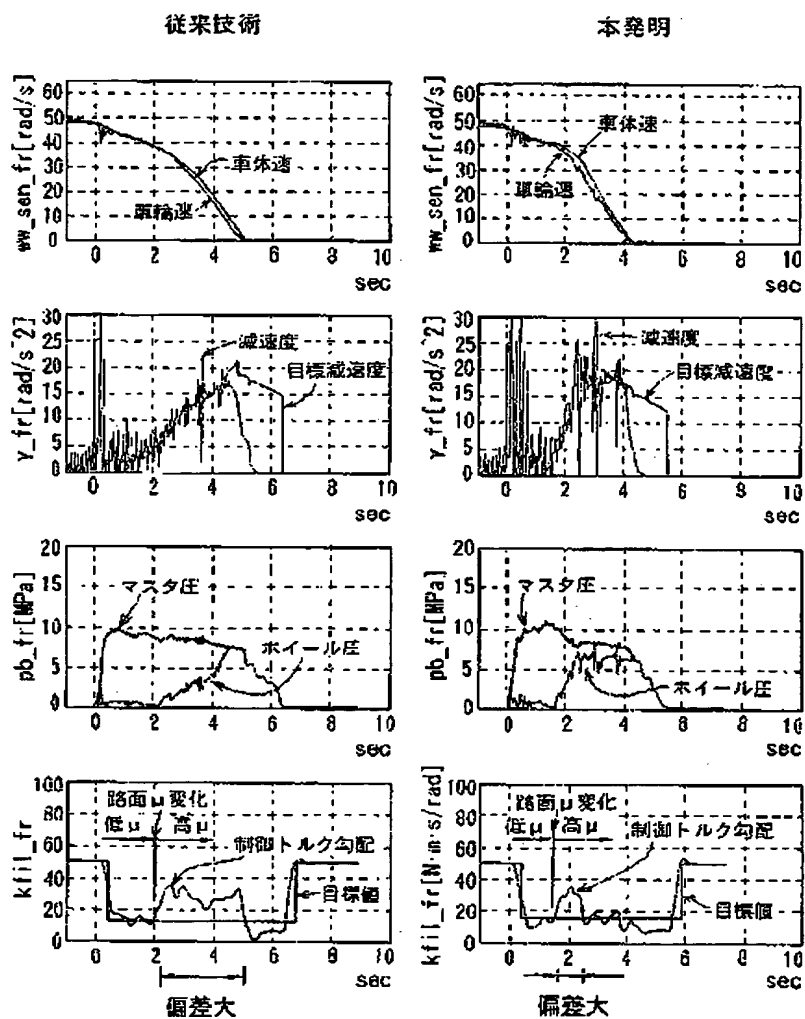 従来技術
本発明
ww_sen_fr[rad/s]
60
50
40
30
20
10
0
車体速
車輪速
0 2 4 6 8 10
sec
ww_sen_fr[rad/s]
60
50
40
30
20
10
0
車体速
車輪速
0 2 4 6 8 10
sec
γ_fr[rad/s^2]
30
25
20
15
10
5
0
減速度
目標減速度
0 2 4 6 8 10
sec
γ_fr[rad/s^2]
30
25
20
15
10
5
0
減速度
目標減速度
0 2 4 6 8 10
sec
pb_fr[MPa]
20
15
10
5
0
マスタ圧
ホイール圧
0 2 4 6 8 10
sec
pb_fr[MPa]
20
15
10
5
0
マスタ圧
ホイール圧
0 2 4 6 8 10
sec
kfil_fr
100
80
60
40
20
0
路面μ変化
低μ 高μ
制御トルク勾配
目標値
0 2 4 6 8 10
sec
偏差大
kfil_fr[N·m·s/rad]
100
80
60
40
20
0
路面μ変化
低μ 高μ
制御トルク勾配
目標値
0 2 4 6 8 10
sec
偏差大